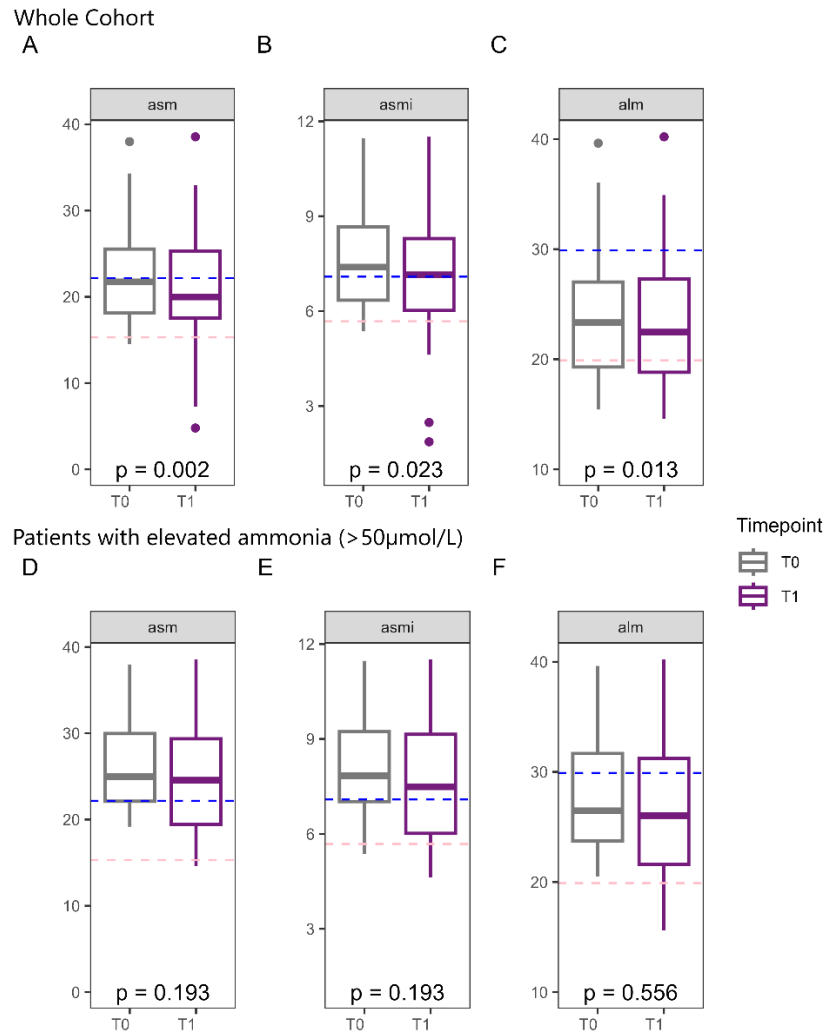 Whole Cohort
A B C
asm asmi alm
40 12 40
30 9 30
20 6 20
10 3 10
0
p = 0.002 p = 0.023 p = 0.013
T0 T1 T0 T1 T0 T1
Patients with elevated ammonia (>50μmol/L)
Timepoint
T0
T1
D E F
asm asmi alm
40 12 40
30 9 30
20 6 20
10 3 10
0
p = 0.193 p = 0.193 p = 0.556
T0 T1 T0 T1 T0 T1